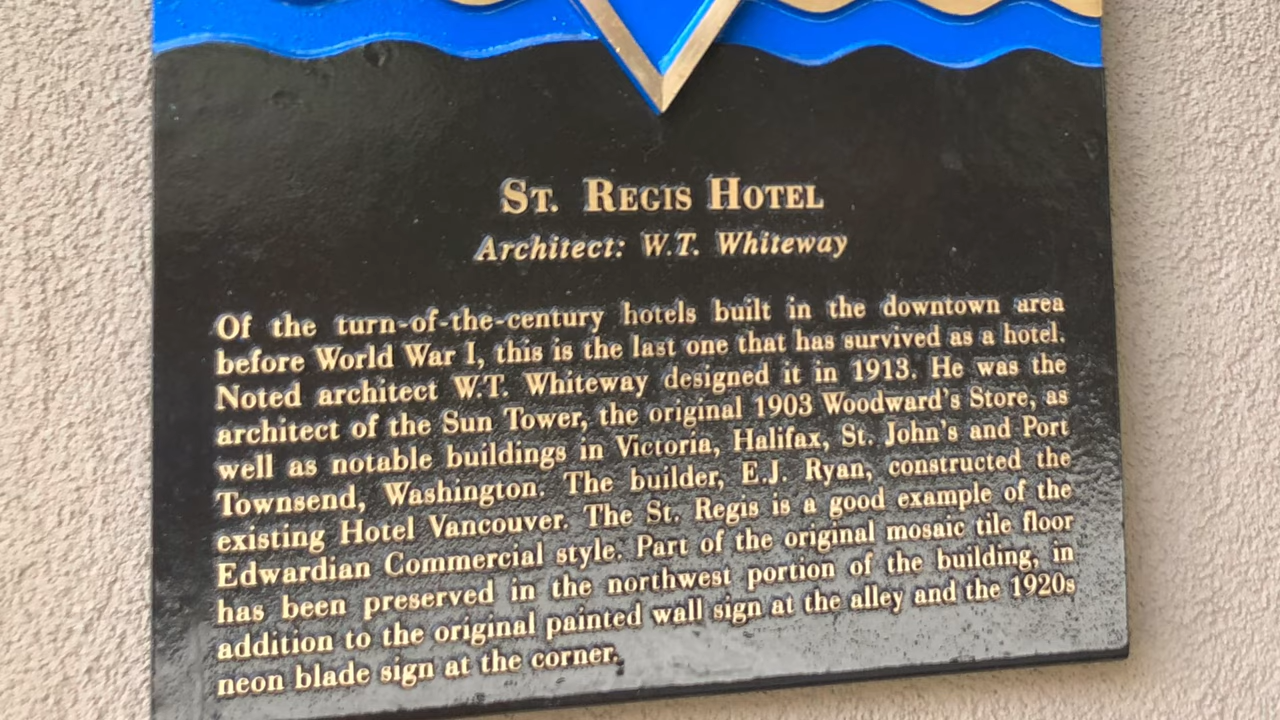 ST. REGIS HOTEL
Architect: W.T. Whiteway
Of the turn-of-the-century hotels built in the downtown area
before World War I, this is the last one that has survived as a hotel.
Noted architect W.T. Whiteway designed it in 1913. He was the
architect of the Sun Tower, the original 1903 Woodward's Store, as
well as notable buildings in Victoria, Halifax, St. John's and Port
Townsend, Washington. The builder, E.J. Ryan, constructed the
existing Hotel Vancouver. The St. Regis is a good example of the
Edwardian Commercial style. Part of the original mosaic tile floor
has been preserved in the northwest portion of the building, in
addition to the original painted wall sign at the alley and the 1920s
neon blade sign at the corner.